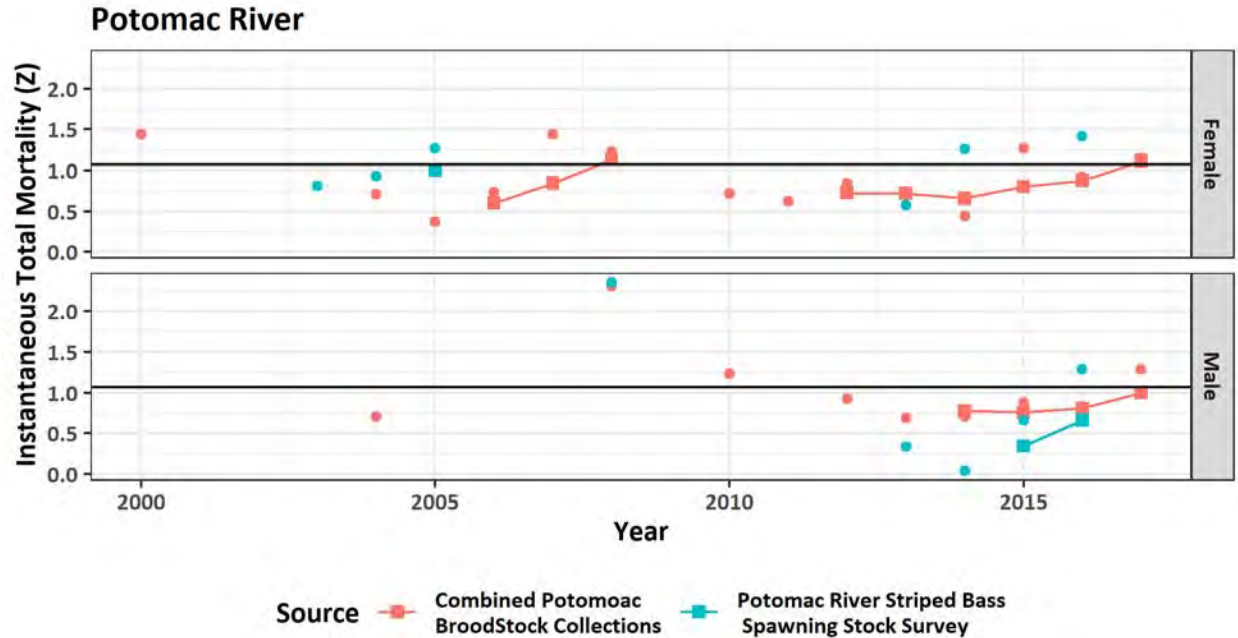 Potomac River
Instantaneous Total Mortality (Z)
2.0
1.5
1.0
0.5
0.0
Female
2.0
1.5
1.0
0.5
0.0
Male
2000 2005 2010 2015
Year
Source
Combined Potomoac
BroodStock Collections
Potomac River Striped Bass
Spawning Stock Survey